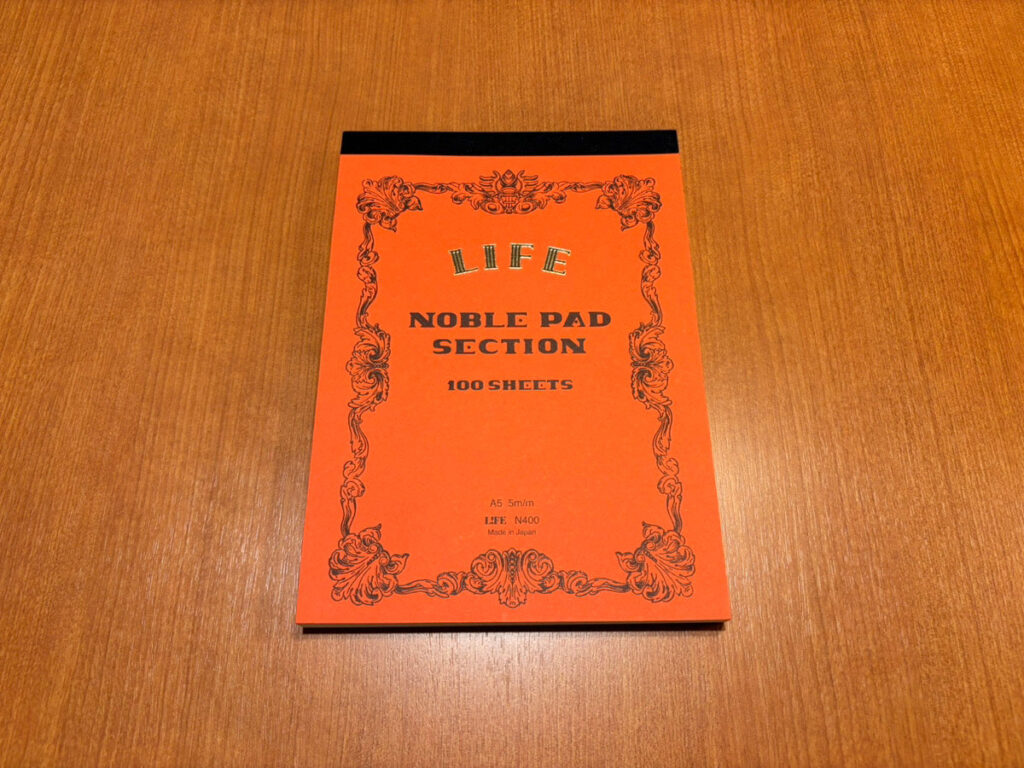 LIFE
NOBLE PAD
SECTION
100 SHEETS
A5 5m/m
LIFE N400
Made in Japan